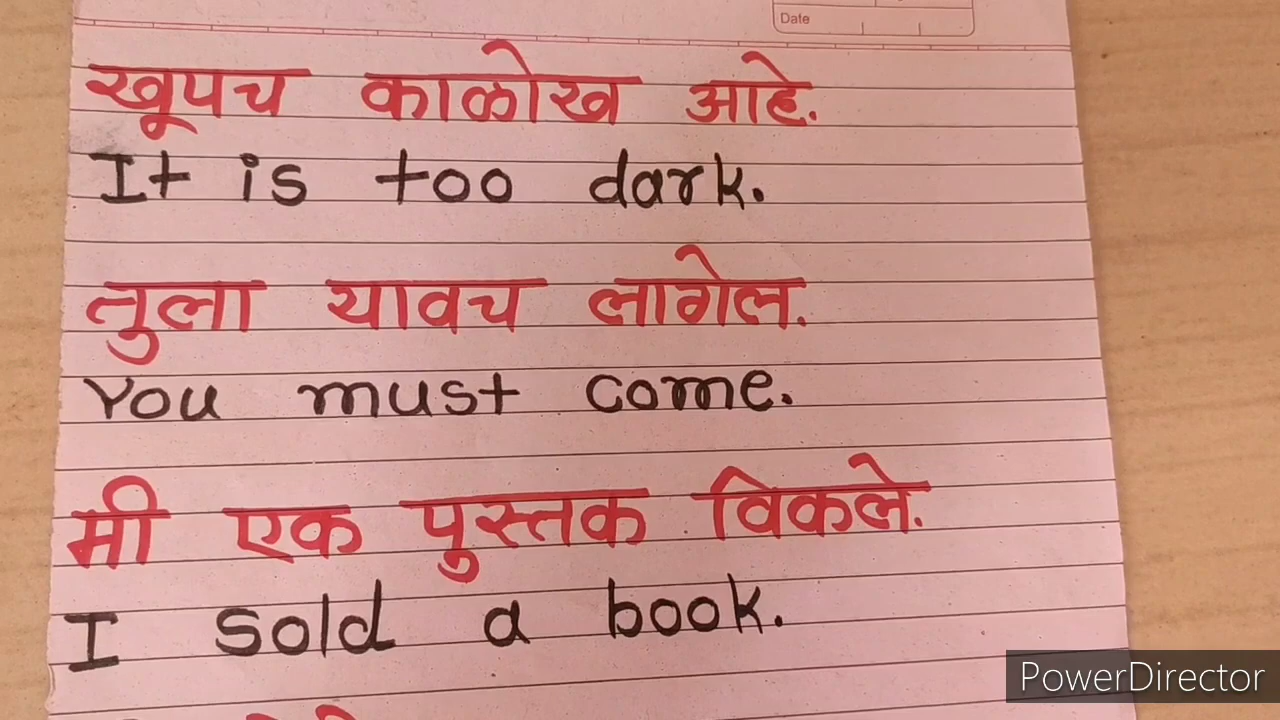 Date
खूपच काळोख आहे.
It is too dark.
तुला यावच लागेल.
You must come.
मी एक पुस्तक विकले.
I sold a book.
PowerDirector